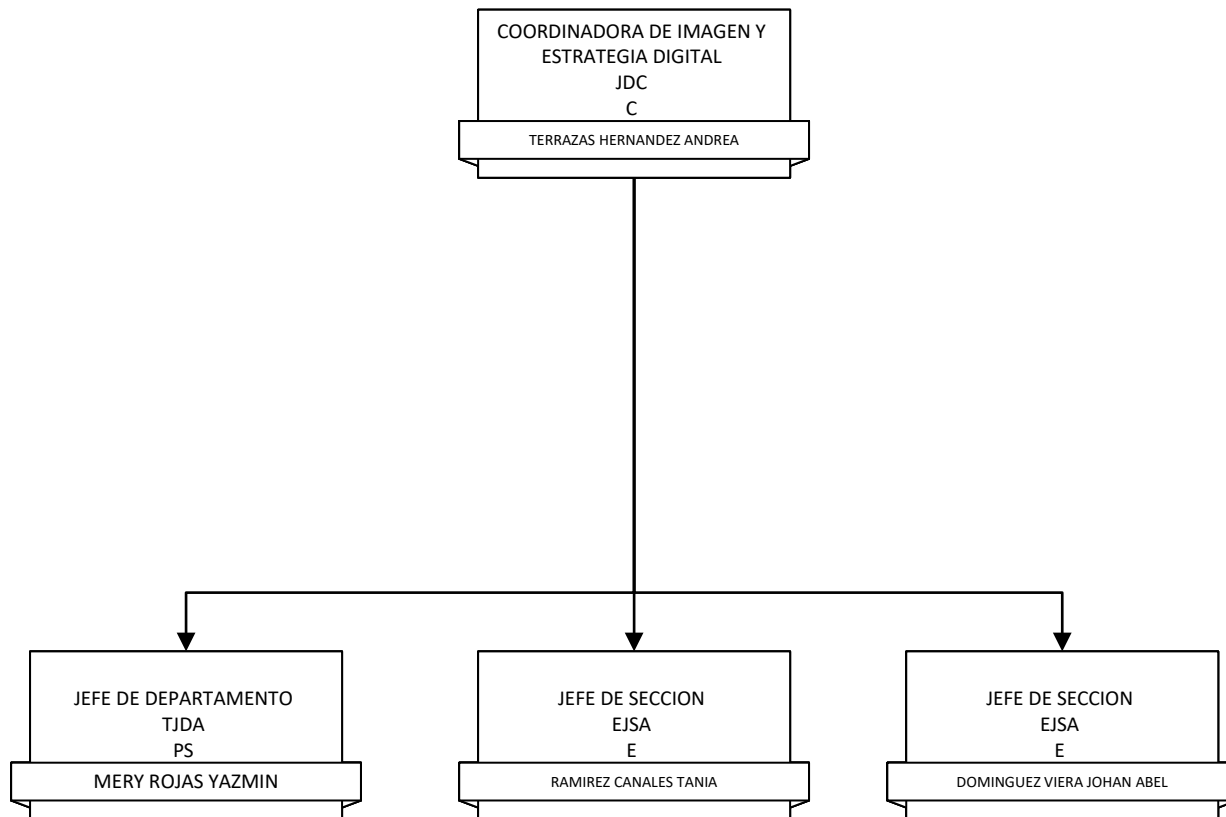 COORDINADORA DE IMAGEN Y
ESTRATEGIA DIGITAL
JDC
C
TERRAZAS HERNANDEZ ANDREA
JEFE DE DEPARTAMENTO
TJDA
PS
MERY ROJAS YAZMIN
JEFE DE SECCION
EJSA
E
RAMIREZ CANALES TANIA
JEFE DE SECCION
EJSA
E
DOMINGUEZ VIERA JOHAN ABEL